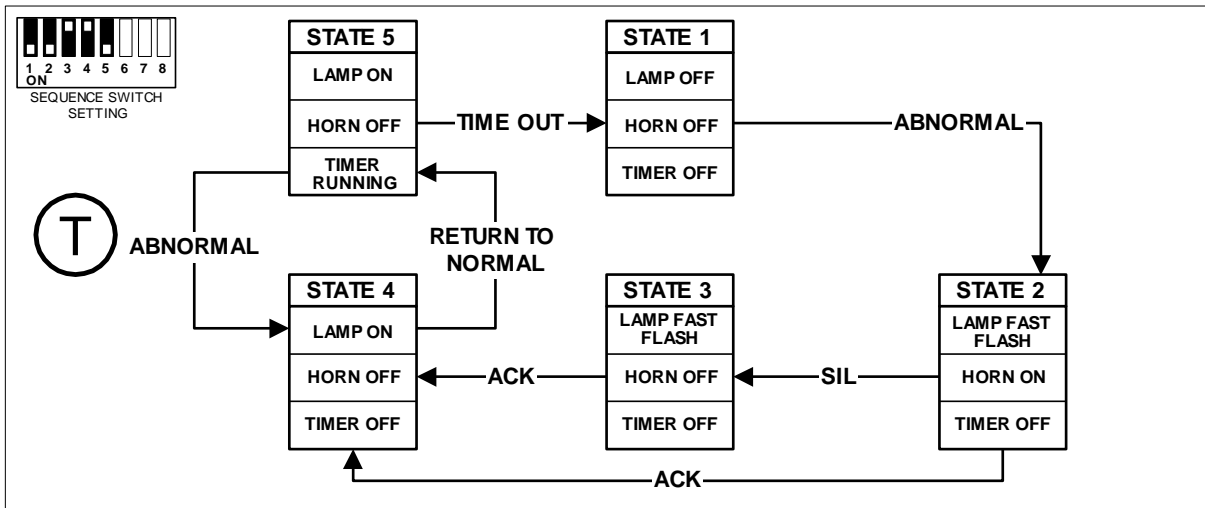 1 2 3 4 5 6 7 8
ON
SEQUENCE SWITCH
SETTING
T
STATE 5
LAMP ON
HORN OFF
TIMER
RUNNING
TIME OUT
STATE 1
LAMP OFF
HORN OFF
TIMER OFF
ABNORMAL
ABNORMAL
RETURN TO
NORMAL
STATE 4
LAMP ON
HORN OFF
TIMER OFF
ACK
STATE 3
LAMP FAST
FLASH
HORN OFF
TIMER OFF
SIL
STATE 2
LAMP FAST
FLASH
HORN ON
TIMER OFF
ACK